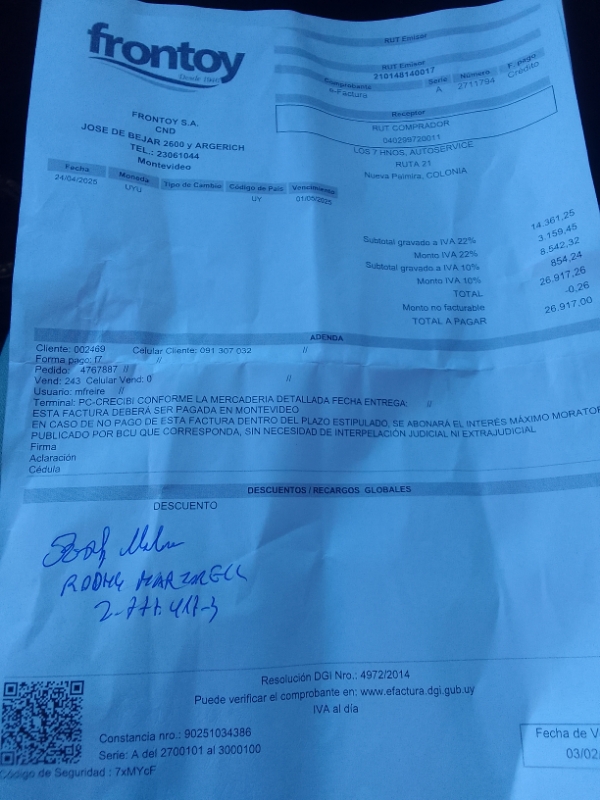 frontoy
Desde 1961
RUT Emisor
RUT Emisor
210148140017
Comprobante Serie Número F. pago
e-Factura A 2711794 Crédito
Receptor
RUT COMPRADOR
040299720011
LOS 7 HNOS. AUTOSERVICE
RUTA 21
Nueva Palmira, COLONIA
FRONTOY S.A.
CND
JOSE DE BEJAR 2600 y ARGERICH
TEL.: 23061044
Montevideo
Fecha Moneda Tipo de Cambio Código de País Vencimiento
24/04/2025 UYU UY 01/05/2025
14.361,25
Subtotal gravado a IVA 22% 3.159,45
Monto IVA 22% 8.542,32
Subtotal gravado a IVA 10% 854,24
Monto IVA 10% 26.917,26
TOTAL -0,26
Monto no facturable 26.917,00
TOTAL A PAGAR
ADENDA
Cliente: 002469 Celular Cliente: 091 307 032 //
Forma pago: f7 //
Pedido: 4767887 //
Vend: 243 Celular Vend: 0 //
Usuario: mfreire //
Terminal: PC-CRECIBI CONFORME LA MERCADERIA DETALLADA FECHA ENTREGA: //
ESTA FACTURA DEBERÁ SER PAGADA EN MONTEVIDEO
EN CASO DE NO PAGO DE ESTA FACTURA DENTRO DEL PLAZO ESTIPULADO, SE ABONARÁ EL INTERÉS MÁXIMO MORATOR
PUBLICADO POR BCU QUE CORRESPONDA, SIN NECESIDAD DE INTERPELACIÓN JUDICIAL NI EXTRAJUDICIAL
Firma
Aclaración
Cédula
DESCUENTOS / RECARGOS GLOBALES
DESCUENTO
Resolución DGI Nro.: 4972/2014
Puede verificar el comprobante en: www.efactura.dgi.gub.uy
IVA al día
Constancia nro.: 90251034386
Serie: A del 2700101 al 3000100
Código de Seguridad : 7xMYcF
Fecha de V
03/02/